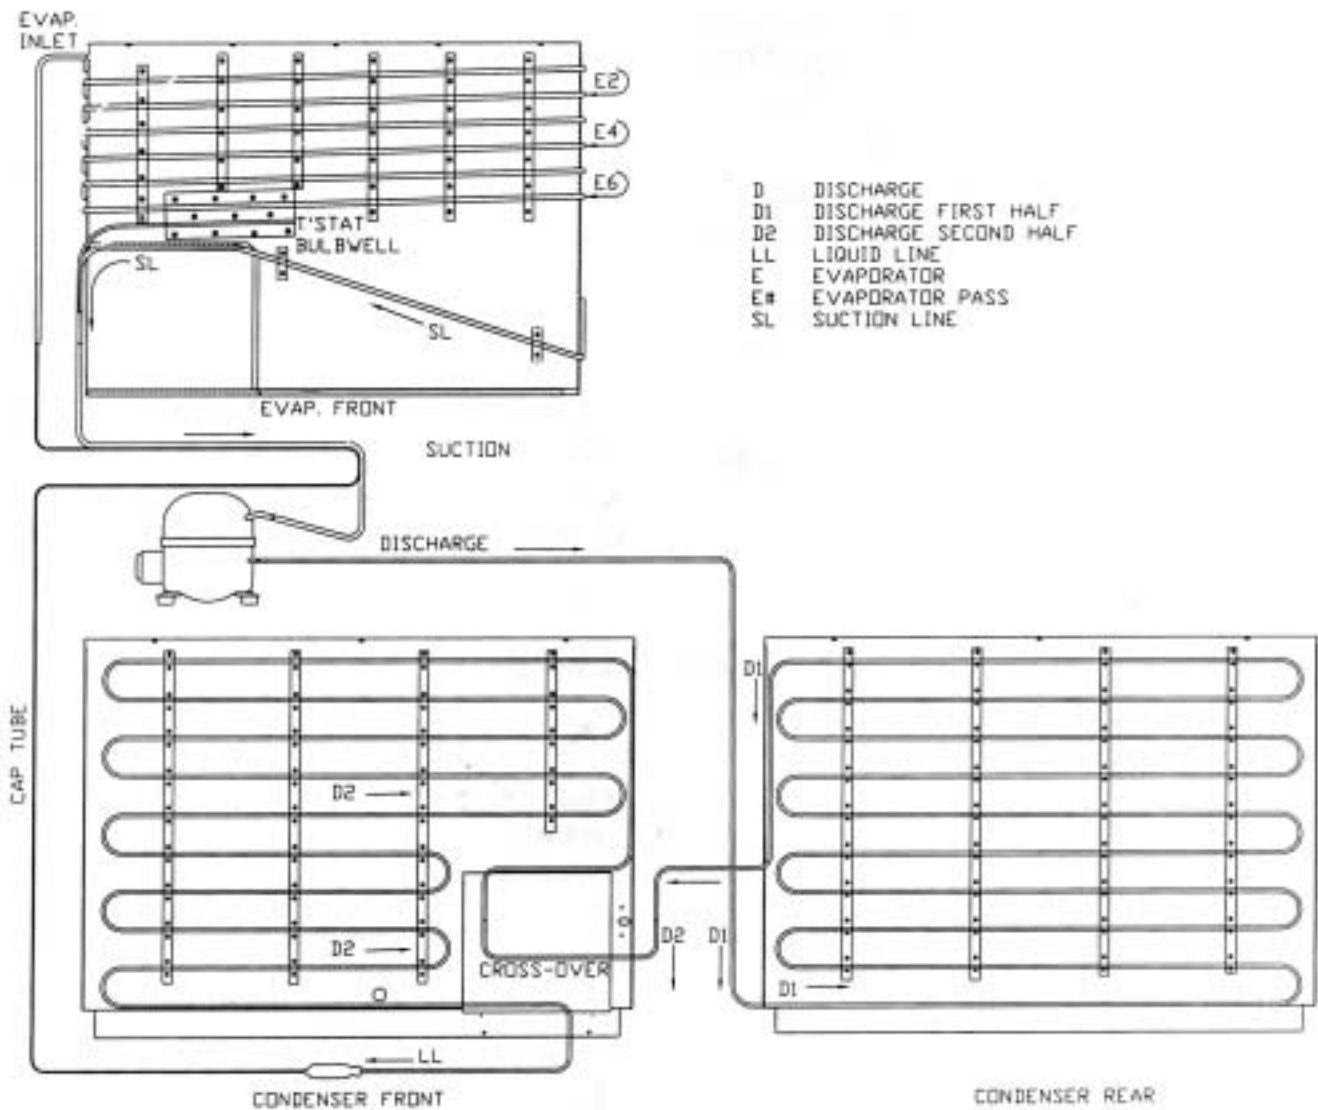 EVAP.
INLET
E2
E4
E6
T'STAT
BULBWELL
SL
SL
EVAP. FRONT
SUCTION
D DISCHARGE
D1 DISCHARGE FIRST HALF
D2 DISCHARGE SECOND HALF
LL LIQUID LINE
E EVAPORATOR
E# EVAPORATOR PASS
SL SUCTION LINE
DISCHARGE
CAP TUBE
D1
D2
D2
D2 D1
CROSS-OVER
D1
LL
CONDENSER FRONT
CONDENSER REAR